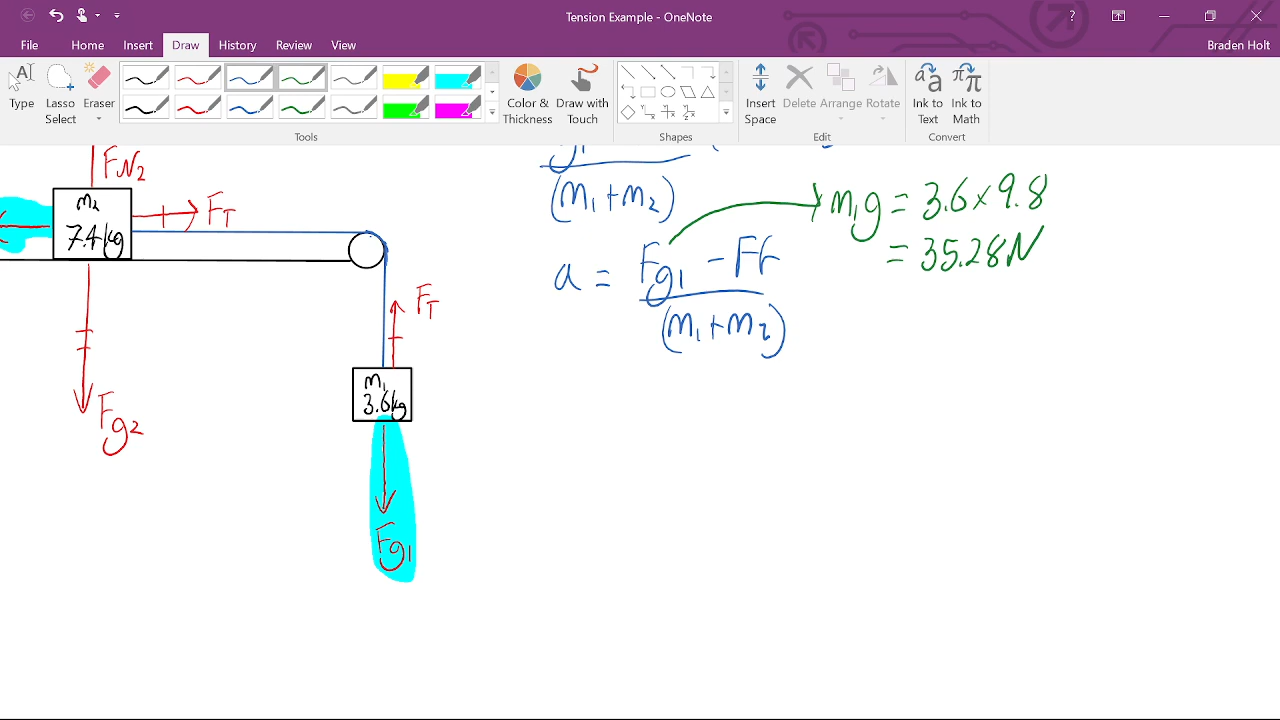 Tension Example - OneNote
?
File Home Insert Draw History Review View
Braden Holt
Type
Lasso Select
Eraser
Color & Thickness
Draw with Touch
Insert Space
Delete
Arrange
Rotate
Ink to Text
Ink to Math
Tools
Shapes
Edit
Convert
FN2
m2
7.4kg
FT
Fg2
FT
m1
3.6kg
Fg1
g1
(m1+m2)
m1g = 3.6×9.8
= 35.28N
a = Fg1 - Ff
(m1+m2)